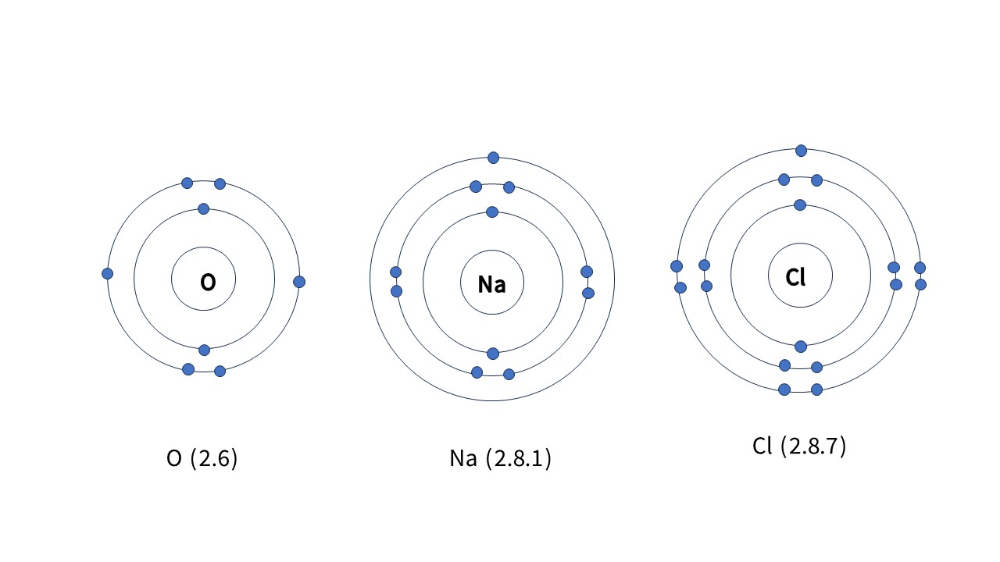 O
Na
Cl
O (2.6)
Na (2.8.1)
Cl (2.8.7)